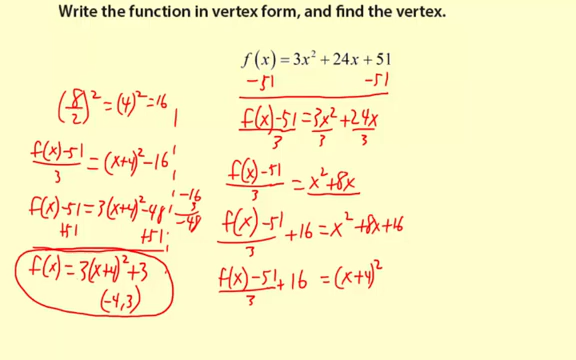 Write the function in vertex form, and find the vertex.
f(x) = 3x² + 24x + 51
-51 -51
f(x)-51 = 3x² + 24x
3 3 3
(f(x)-51)/3 = x²+8x
(f(x)-51)/3 + 16 = x² + 8x + 16
(f(x)-51)/3 + 16 = (x+4)²
(8/2)² = (4)² = 16
(f(x)-51)/3 = (x+4)² - 16
f(x)-51 = 3(x+4)² - 48
+51 +51
-16
3
-48
f(x) = 3(x+4)² + 3
(-4,3)